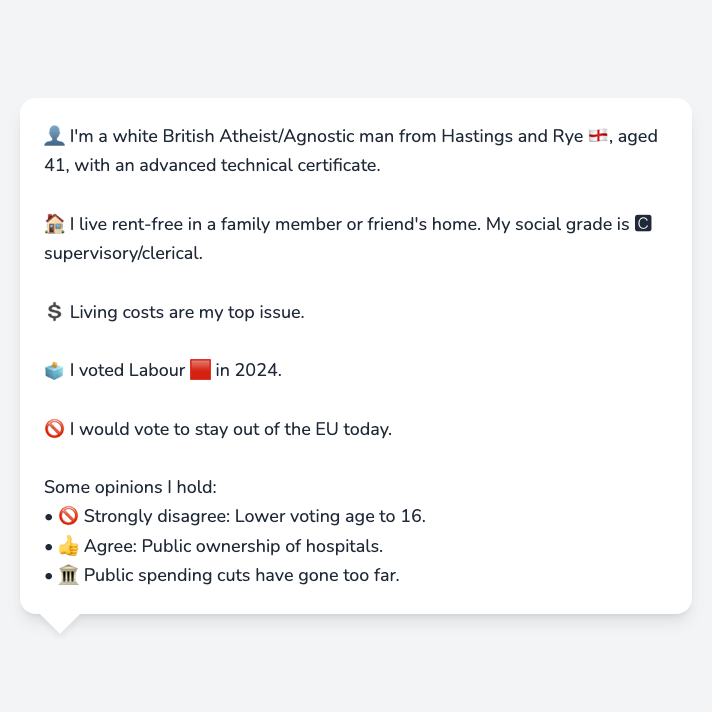 👤 I'm a white British Atheist/Agnostic man from Hastings and Rye 🏴󠁧󠁢󠁥󠁮󠁧󠁿, aged
41, with an advanced technical certificate.
🏠 I live rent-free in a family member or friend's home. My social grade is 🅲
supervisory/clerical.
💲 Living costs are my top issue.
🗳️ I voted Labour 🟥 in 2024.
🚫 I would vote to stay out of the EU today.
Some opinions I hold:
• 🚫 Strongly disagree: Lower voting age to 16.
• 👍 Agree: Public ownership of hospitals.
• 🏛️ Public spending cuts have gone too far.